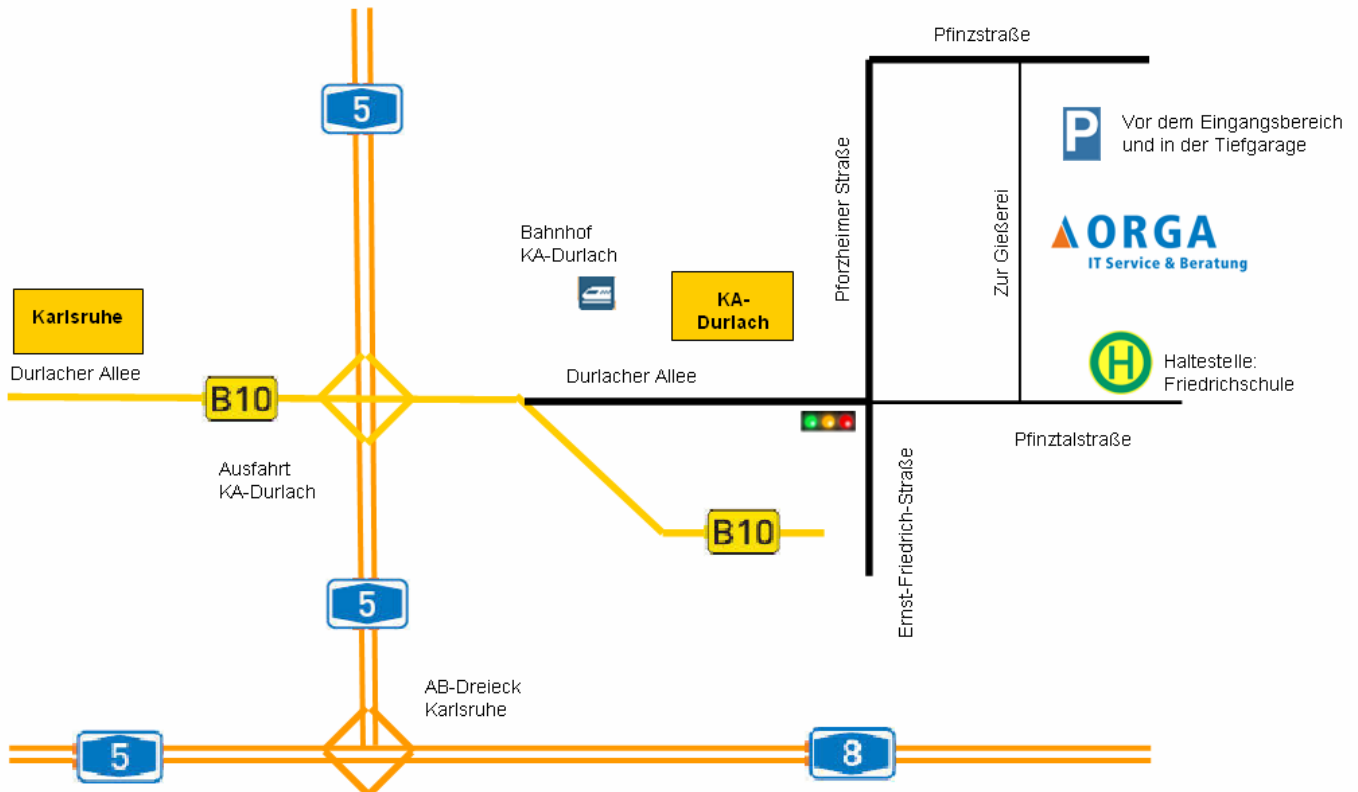 Pfinzstraße
5
Vor dem Eingangsbereich
und in der Tiefgarage
P
Pforzheimer Straße
Zur Gießerei
ORGA
IT Service & Beratung
Bahnhof
KA-Durlach
KA-
Durlach
Karlsruhe
Durlacher Allee
B10
Durlacher Allee
H
Haltestelle:
Friedrichschule
Pfinztalstraße
Ausfahrt
KA-Durlach
B10
Ernst-Friedrich-Straße
5
AB-Dreieck
Karlsruhe
5
8